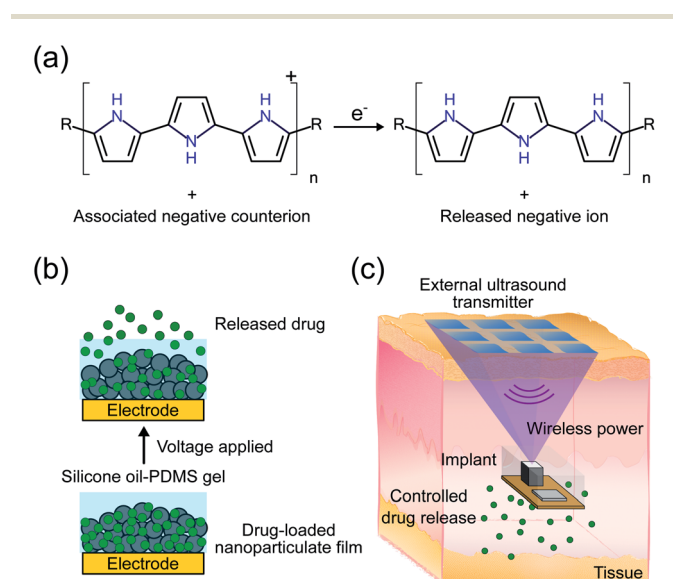 (a)
H
N
H
N
H
N
+
R
R
n
e-
H
N
H
N
H
N
R
R
n
+
Associated negative counterion
+
Released negative ion
(b)
Released drug
Electrode
Voltage applied
Silicone oil-PDMS gel
Drug-loaded
nanoparticulate film
Electrode
(c)
External ultrasound
transmitter
Wireless power
Implant
Controlled
drug release
Tissue